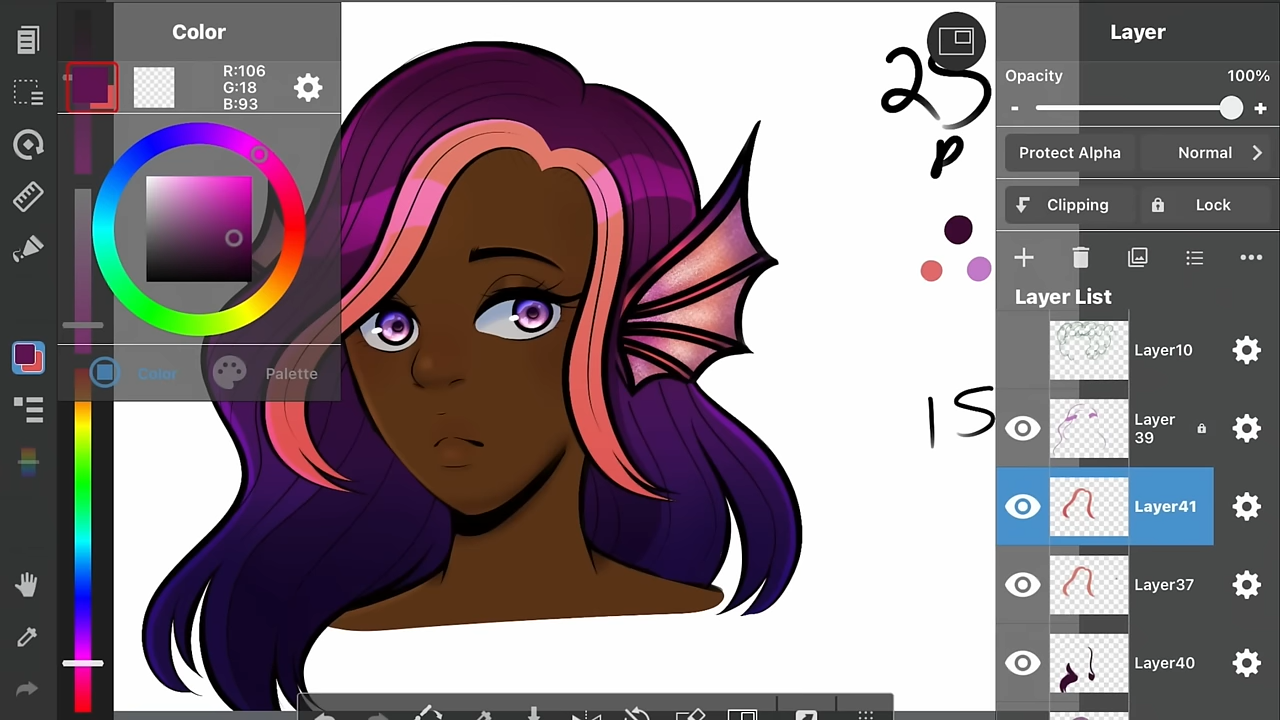 Color
R:106
G:18
B:93
Color
Palette
25
P
15
Layer
Opacity
100%
Protect Alpha
Normal
Clipping
Lock
Layer List
Layer10
Layer
39
Layer41
Layer37
Layer40